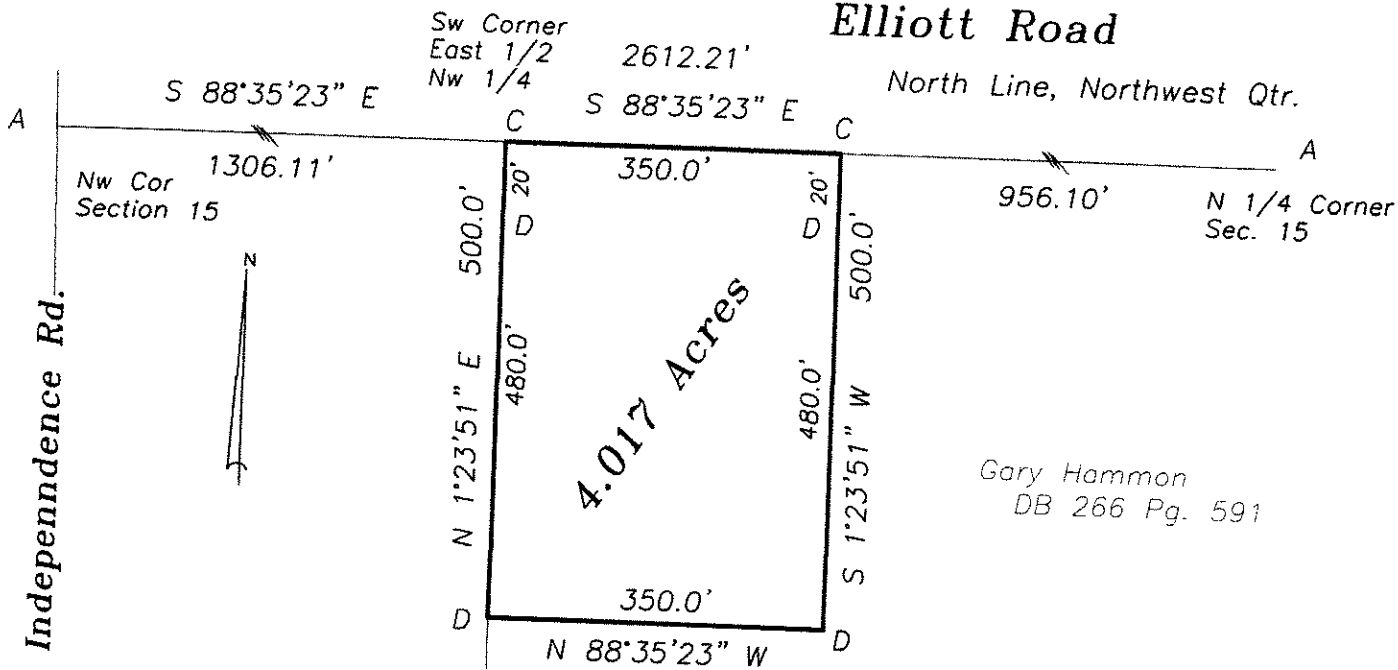 Elliott Road
Sw Corner
East 1/2
Nw 1/4
2612.21'
North Line, Northwest Qtr.
S 88°35'23" E
S 88°35'23" E
A
C
C
A
1306.11'
350.0'
956.10'
Nw Cor
Section 15
N 1/4 Corner
Sec. 15
20'
20'
D
D
500.0'
500.0'
N
480.0'
480.0'
N 1°23'51" E
S 1°23'51" W
4.017 Acres
Independence Rd.
Gary Hammon
DB 266 Pg. 591
D
350.0'
D
N 88°35'23" W